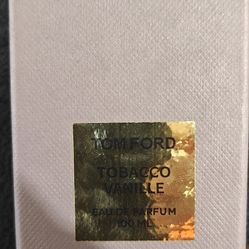 TOM FORD
TOBACCO
VANILLE
EAU DE PARFUM
100 ML